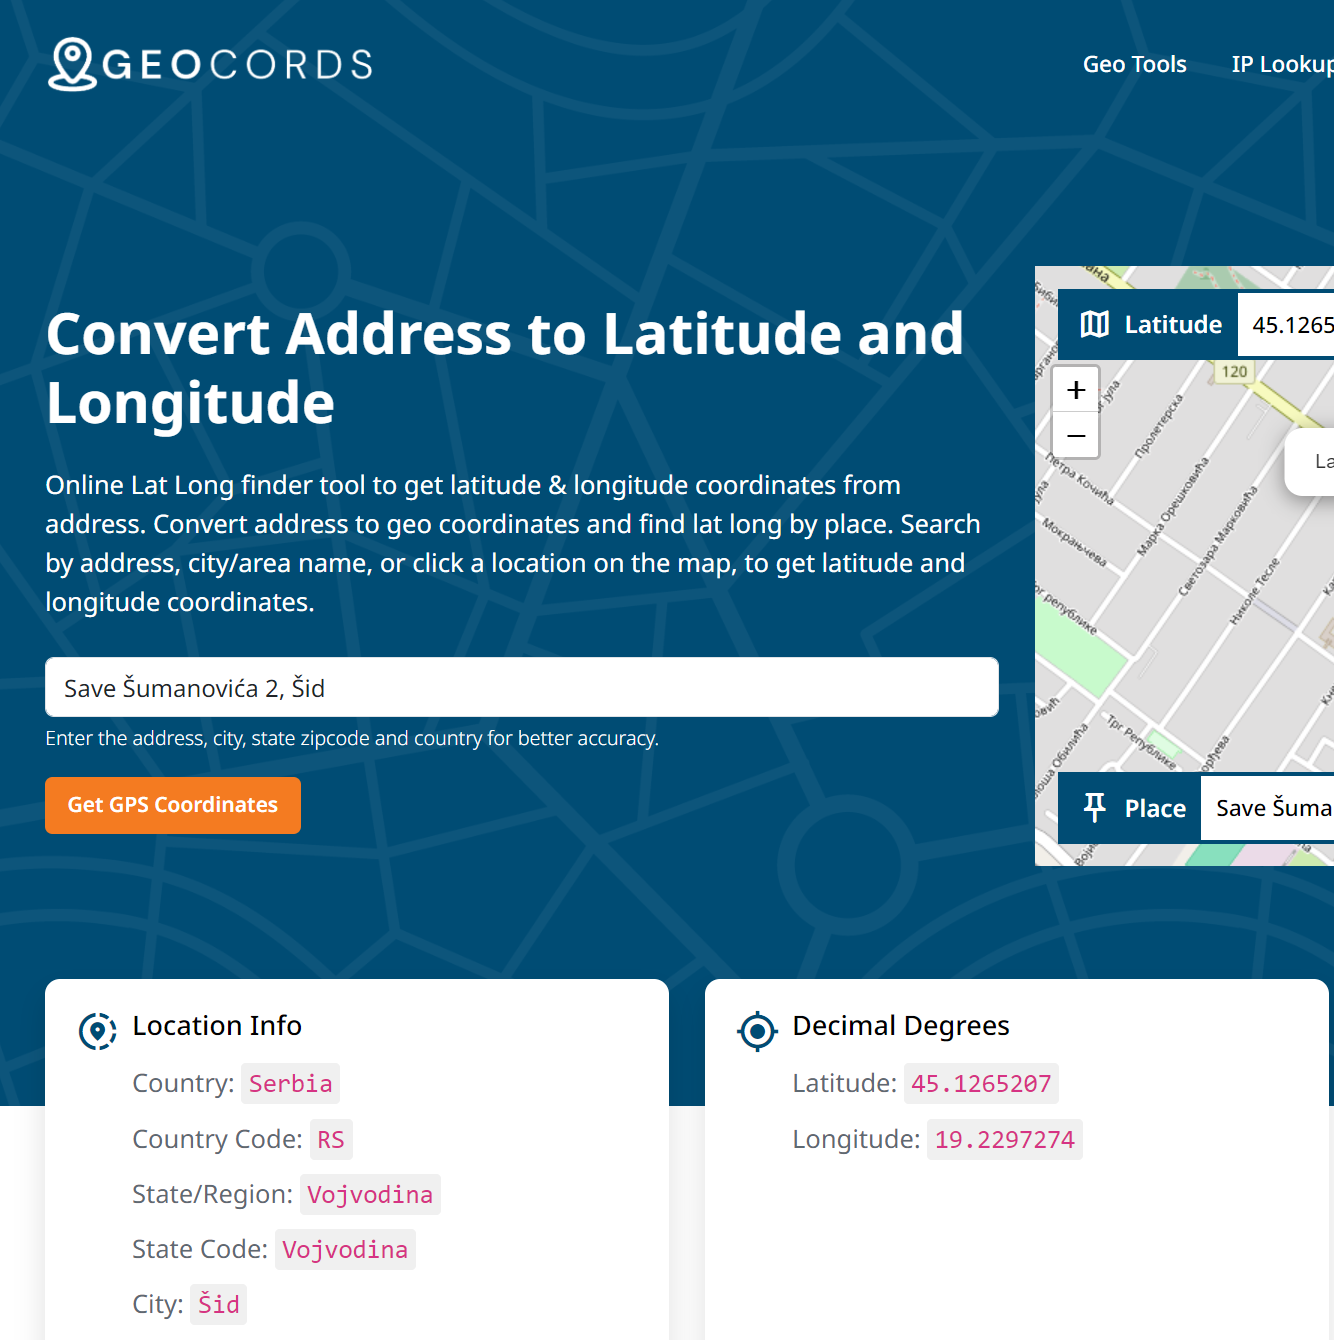 GEOCORDS
Geo Tools
IP Lookup
Convert Address to Latitude and
Longitude
Online Lat Long finder tool to get latitude & longitude coordinates from
address. Convert address to geo coordinates and find lat long by place. Search
by address, city/area name, or click a location on the map, to get latitude and
longitude coordinates.
Save Šumanovića 2, Šid
Enter the address, city, state zipcode and country for better accuracy.
Get GPS Coordinates
Latitude 45.1265
120
+
−
La
Пролетерска
Петра Кочића
Марка Орешковића
Светозара Марковића
Мокрањчева
Николе Тесле
Трг Републике
Place Save Šuma
Location Info
Country: Serbia
Country Code: RS
State/Region: Vojvodina
State Code: Vojvodina
City: Šid
Decimal Degrees
Latitude: 45.1265207
Longitude: 19.2297274